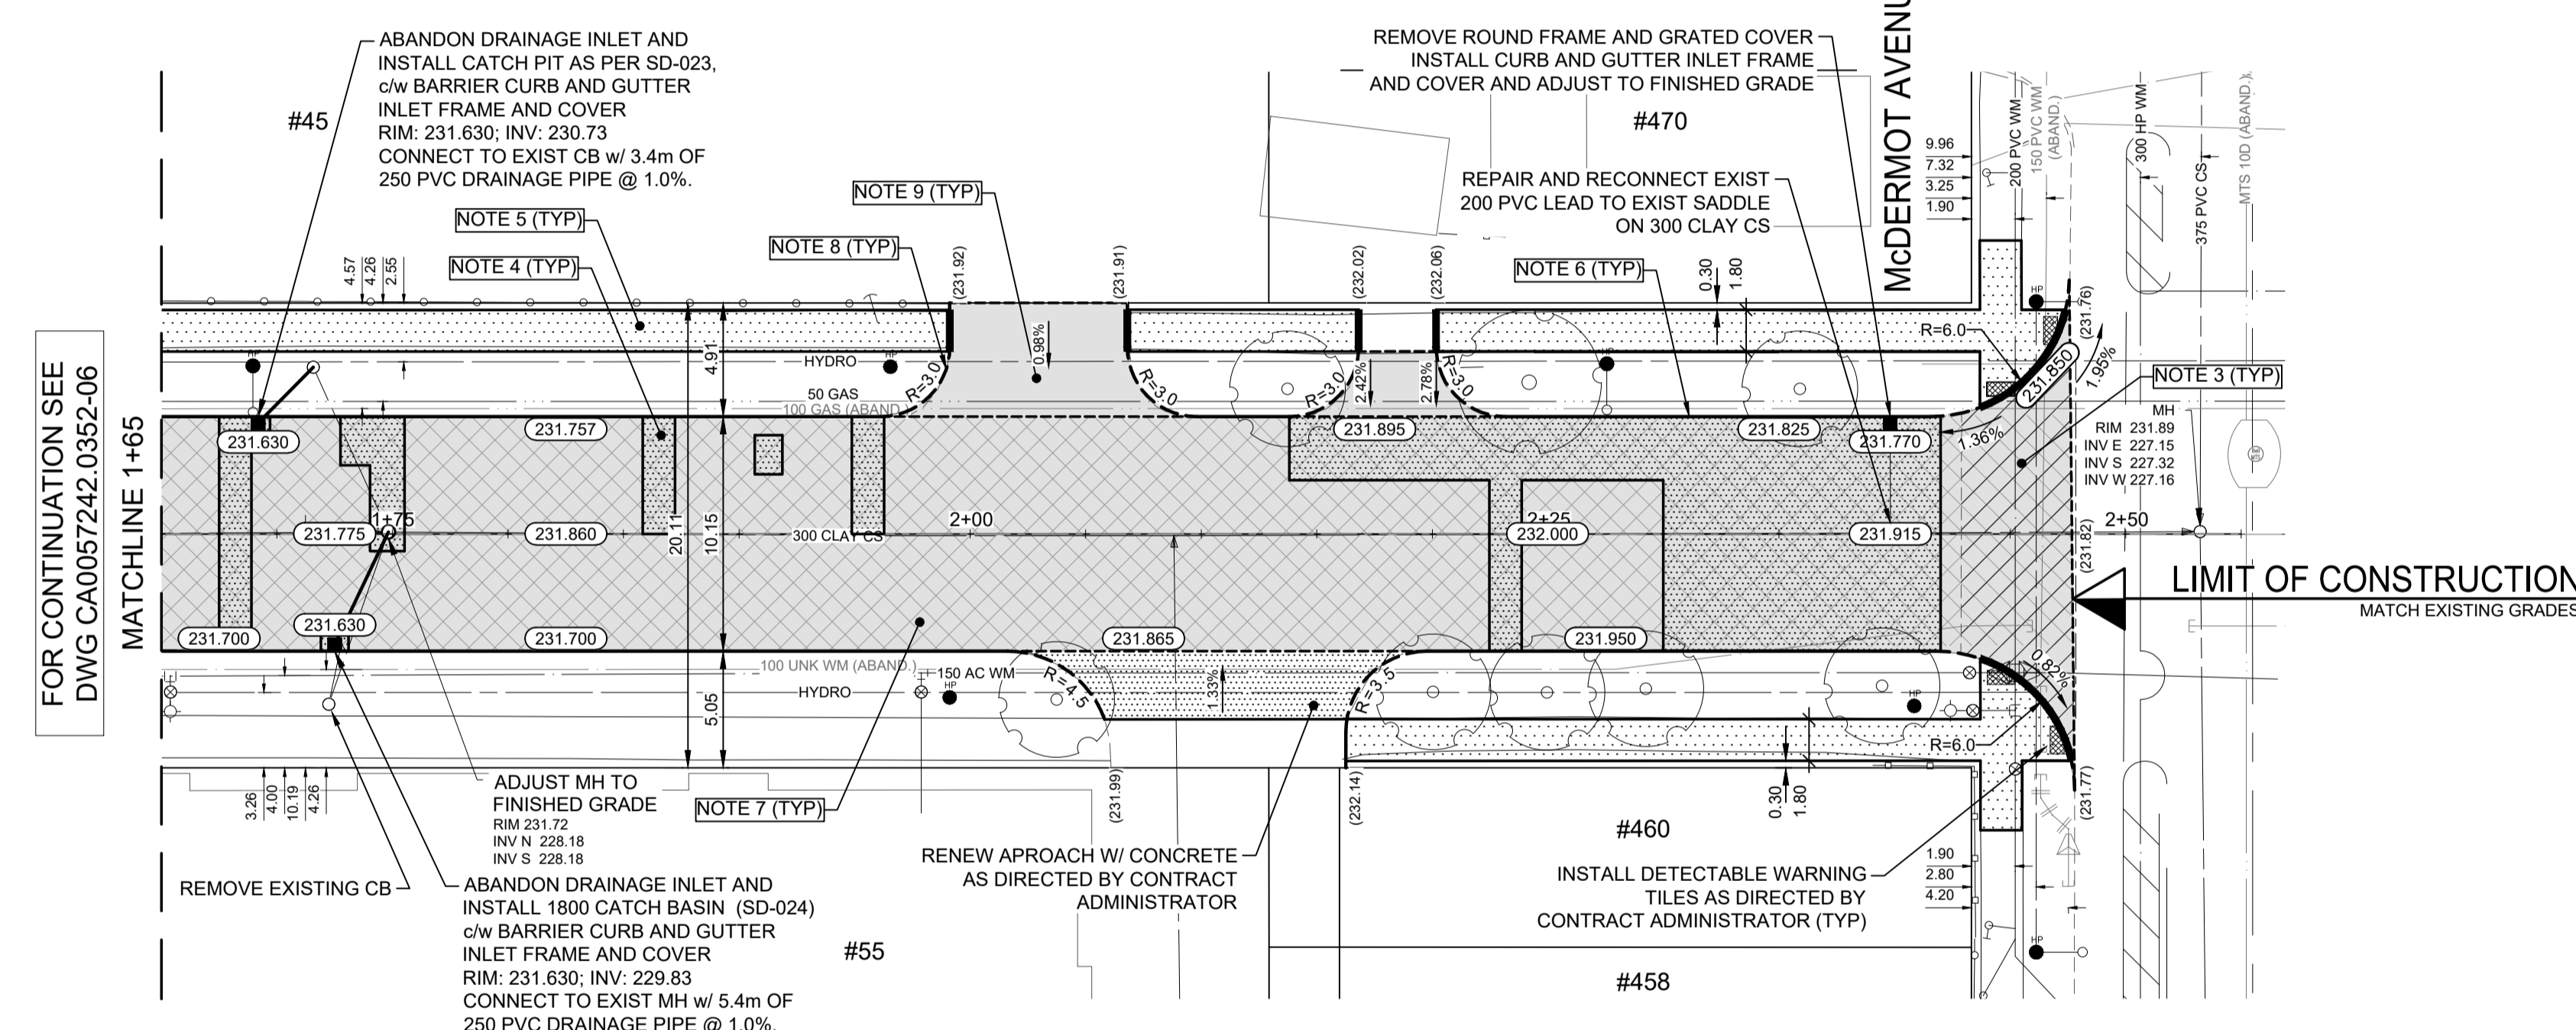 ABANDON DRAINAGE INLET AND
INSTALL CATCH PIT AS PER SD-023,
c/w BARRIER CURB AND GUTTER
INLET FRAME AND COVER
RIM: 231.630; INV: 230.73
CONNECT TO EXIST CB w/ 3.4m OF
250 PVC DRAINAGE PIPE @ 1.0%.
#45
NOTE 5 (TYP)
NOTE 4 (TYP)
NOTE 9 (TYP)
NOTE 8 (TYP)
REMOVE ROUND FRAME AND GRATED COVER
INSTALL CURB AND GUTTER INLET FRAME
AND COVER AND ADJUST TO FINISHED GRADE
#470
REPAIR AND RECONNECT EXIST
200 PVC LEAD TO EXIST SADDLE
ON 300 CLAY CS
NOTE 6 (TYP)
McDERMOT AVENU
9.96
7.32
3.25
1.90
200 PVC WM
150 PVC WM
(ABAND.)
300 HP WM
375 PVC CS
MTS 10D (ABAND.)
4.57
4.26
2.55
(231.92)
(231.91)
(232.02)
(232.06)
0.30
1.80
HP
HP
HP
HP
(231.76)
R=6.0
231.850
1.95%
NOTE 3 (TYP)
HYDRO
4.91
0.98%
R=3.0
R=3.0
R=3.0
R=3.0
2.42%
2.78%
50 GAS
100 GAS (ABAND.)
FOR CONTINUATION SEE
DWG CA0057242.0352-06
MATCHLINE 1+65
231.630
231.757
231.895
231.825
231.770
1.36%
MH
RIM 231.89
INV E 227.15
INV S 227.32
INV W 227.16
1+75
231.775
231.860
20.11
10.15
300 CLAY CS
2+00
2+25
232.000
231.915
(231.82)
2+50
LIMIT OF CONSTRUCTION
MATCH EXISTING GRADES
231.700
231.630
231.700
231.865
231.950
100 UNK WM (ABAND.)
150 AC WM
HYDRO
HP
HP
5.05
R=4.5
1.33%
R=3.5
0.82%
R=6.0
3.26
4.00
10.19
4.26
ADJUST MH TO
FINISHED GRADE
RIM 231.72
INV N 228.18
INV S 228.18
NOTE 7 (TYP)
(231.99)
(232.14)
0.30
1.80
(231.77)
#460
RENEW APROACH W/ CONCRETE
AS DIRECTED BY CONTRACT
ADMINISTRATOR
INSTALL DETECTABLE WARNING
TILES AS DIRECTED BY
CONTRACT ADMINISTRATOR (TYP)
1.90
2.80
4.20
REMOVE EXISTING CB
ABANDON DRAINAGE INLET AND
INSTALL 1800 CATCH BASIN (SD-024)
c/w BARRIER CURB AND GUTTER
INLET FRAME AND COVER
RIM: 231.630; INV: 229.83
CONNECT TO EXIST MH w/ 5.4m OF
250 PVC DRAINAGE PIPE @ 1.0%.
#55
#458
HP